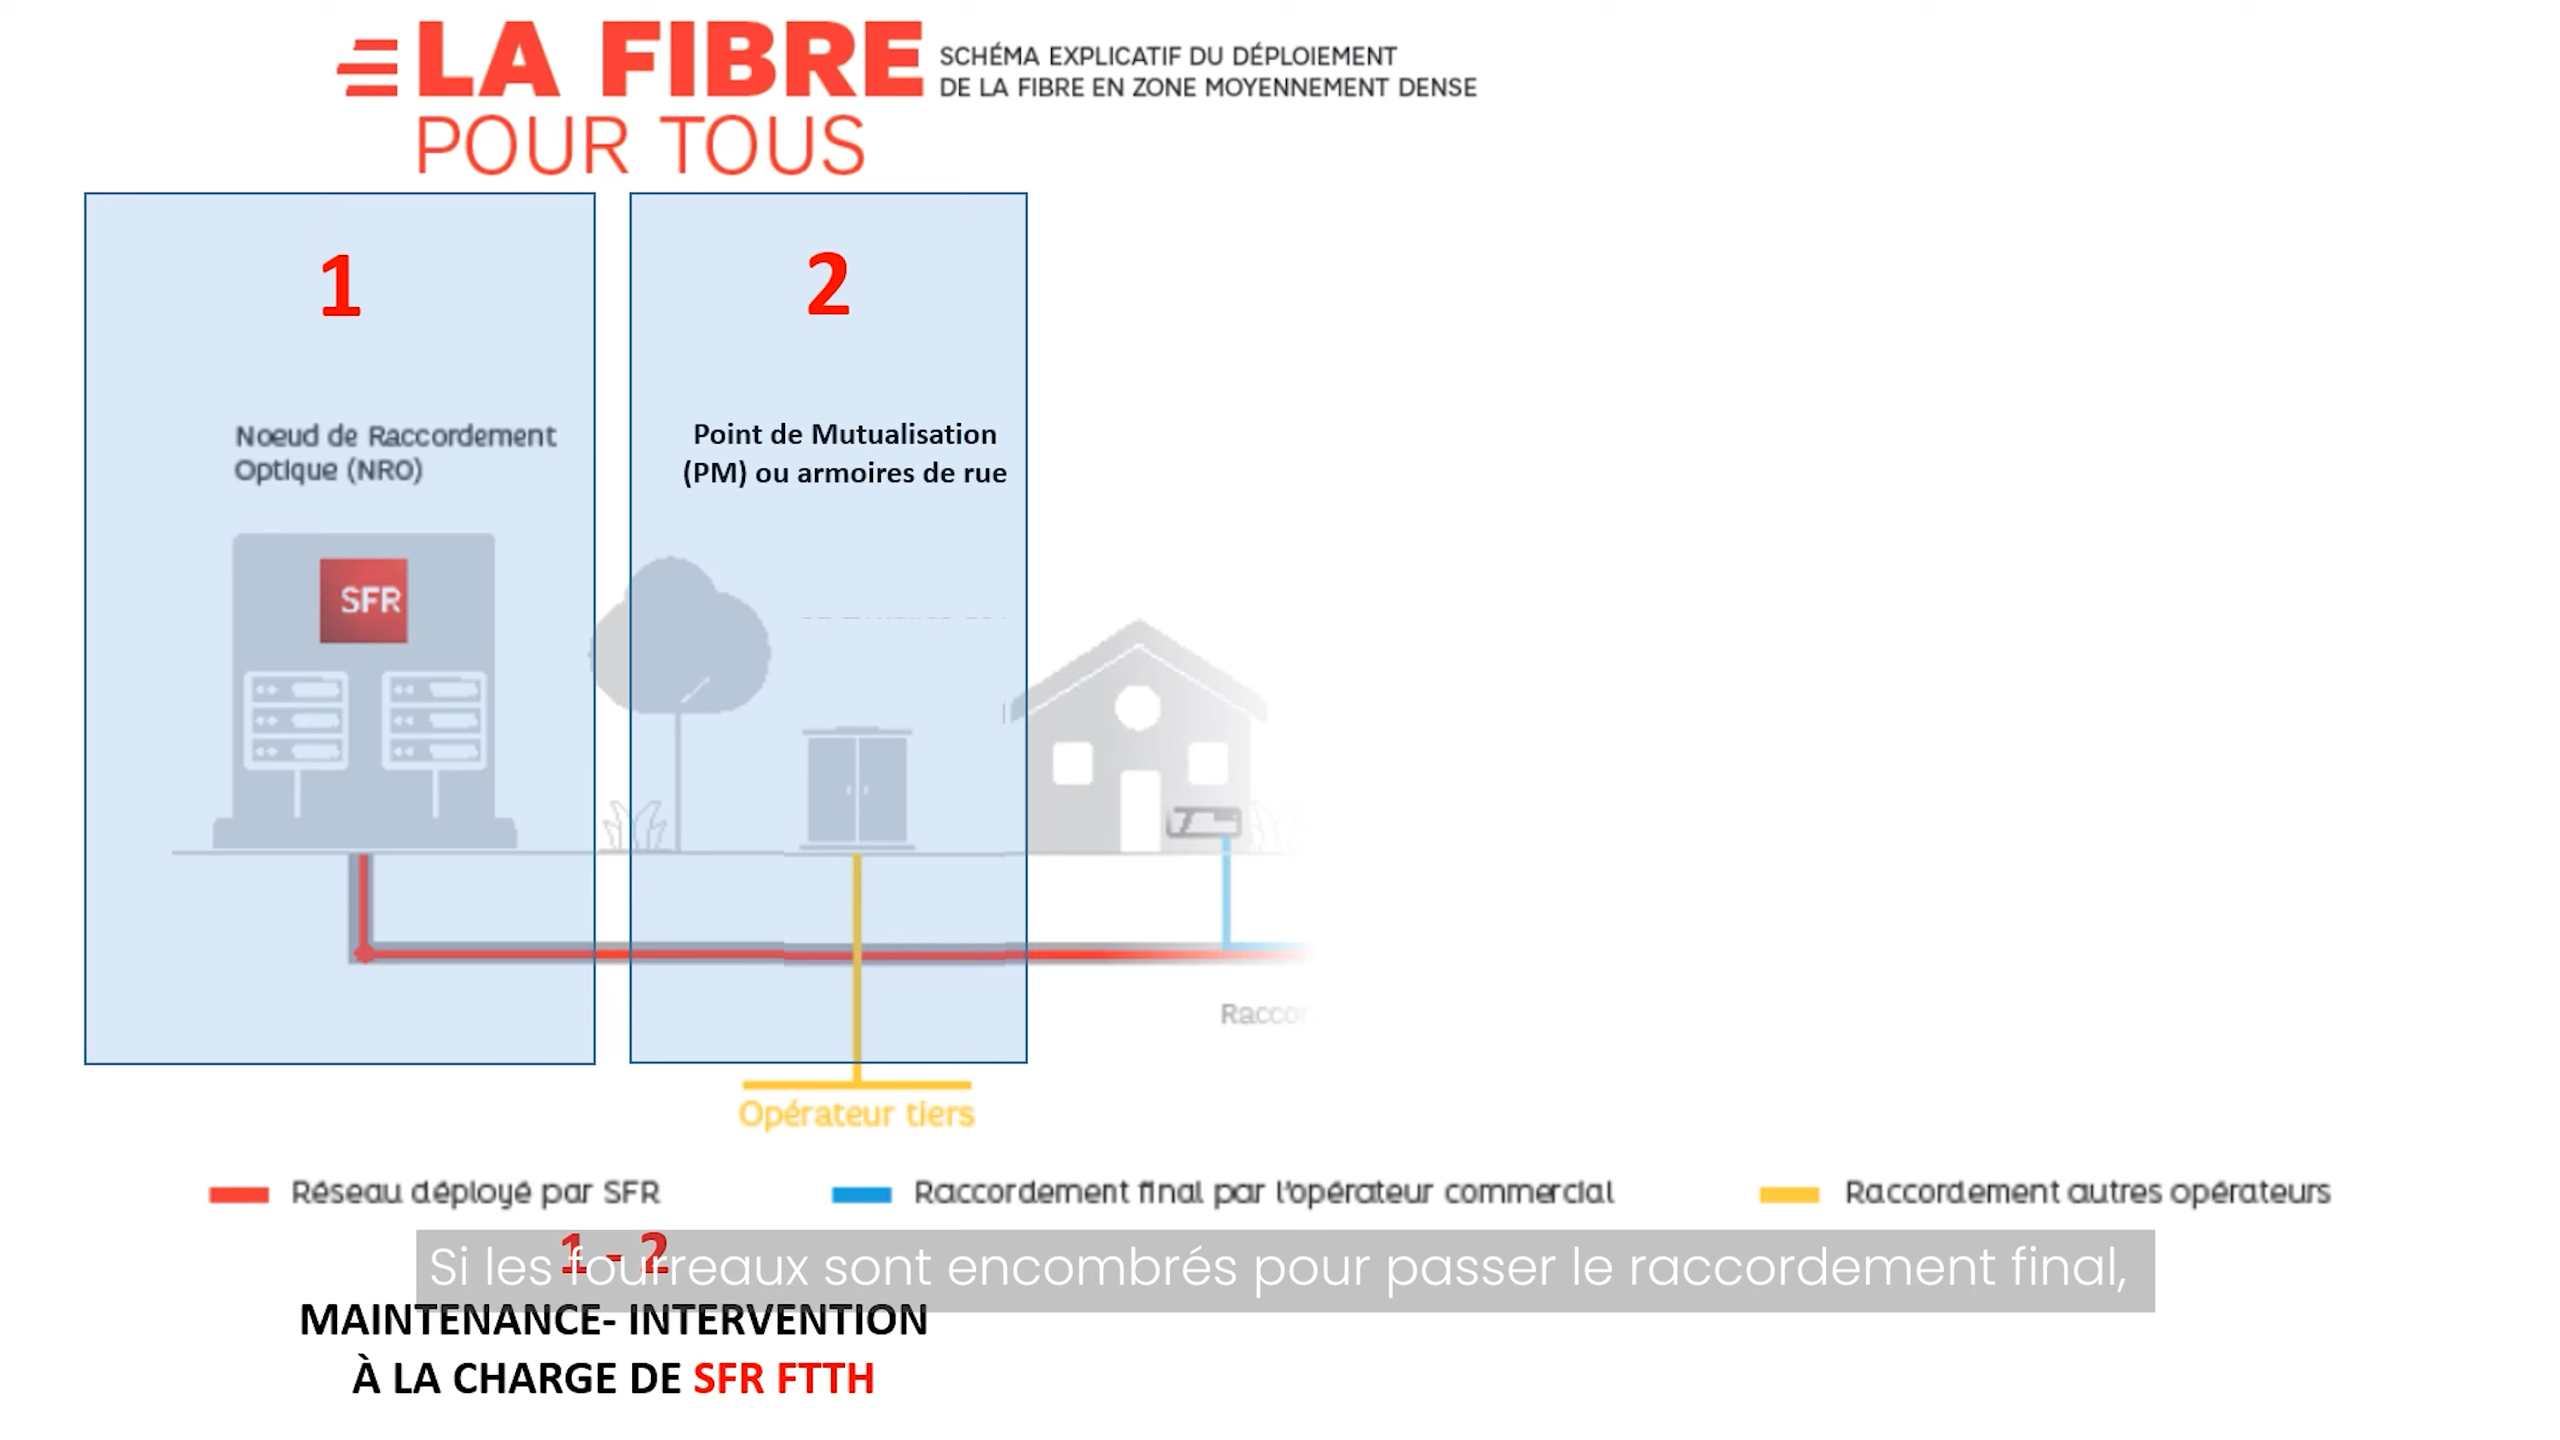 LA FIBRE
POUR TOUS
SCHÉMA EXPLICATIF DU DÉPLOIEMENT
DE LA FIBRE EN ZONE MOYENNEMENT DENSE
1
2
Noeud de Raccordement
Optique (NRO)
Point de Mutualisation
(PM) ou armoires de rue
SFR
Opérateur tiers
Réseau déployé par SFR
Raccordement final par l'opérateur commercial
Raccordement autres opérateurs
1 - 2
Si les fourreaux sont encombrés pour passer le raccordement final,
MAINTENANCE- INTERVENTION
À LA CHARGE DE SFR FTTH